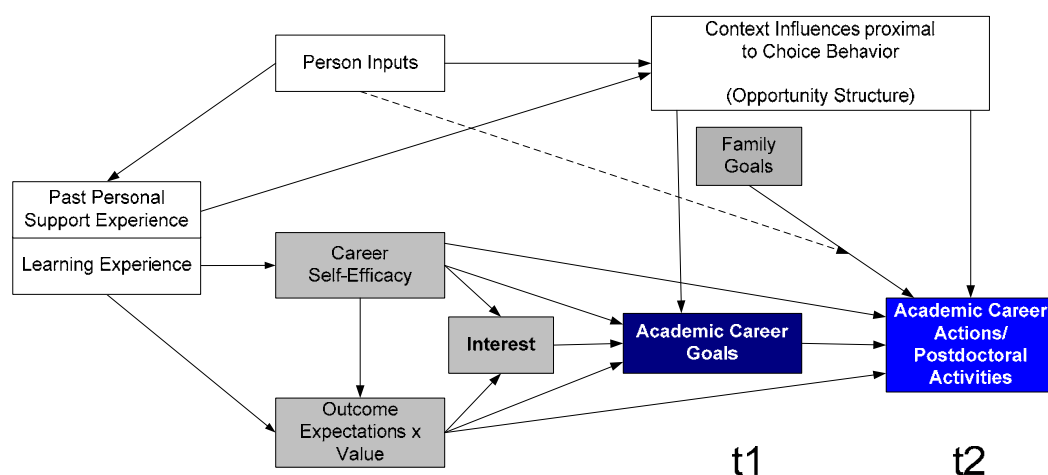 Context Influences proximal
to Choice Behavior
(Opportunity Structure)
Person Inputs
Family
Goals
Past Personal
Support Experience
Learning Experience
Career
Self-Efficacy
Interest
Academic Career
Goals
Academic Career
Actions/
Postdoctoral
Activities
Outcome
Expectations x
Value
t1
t2